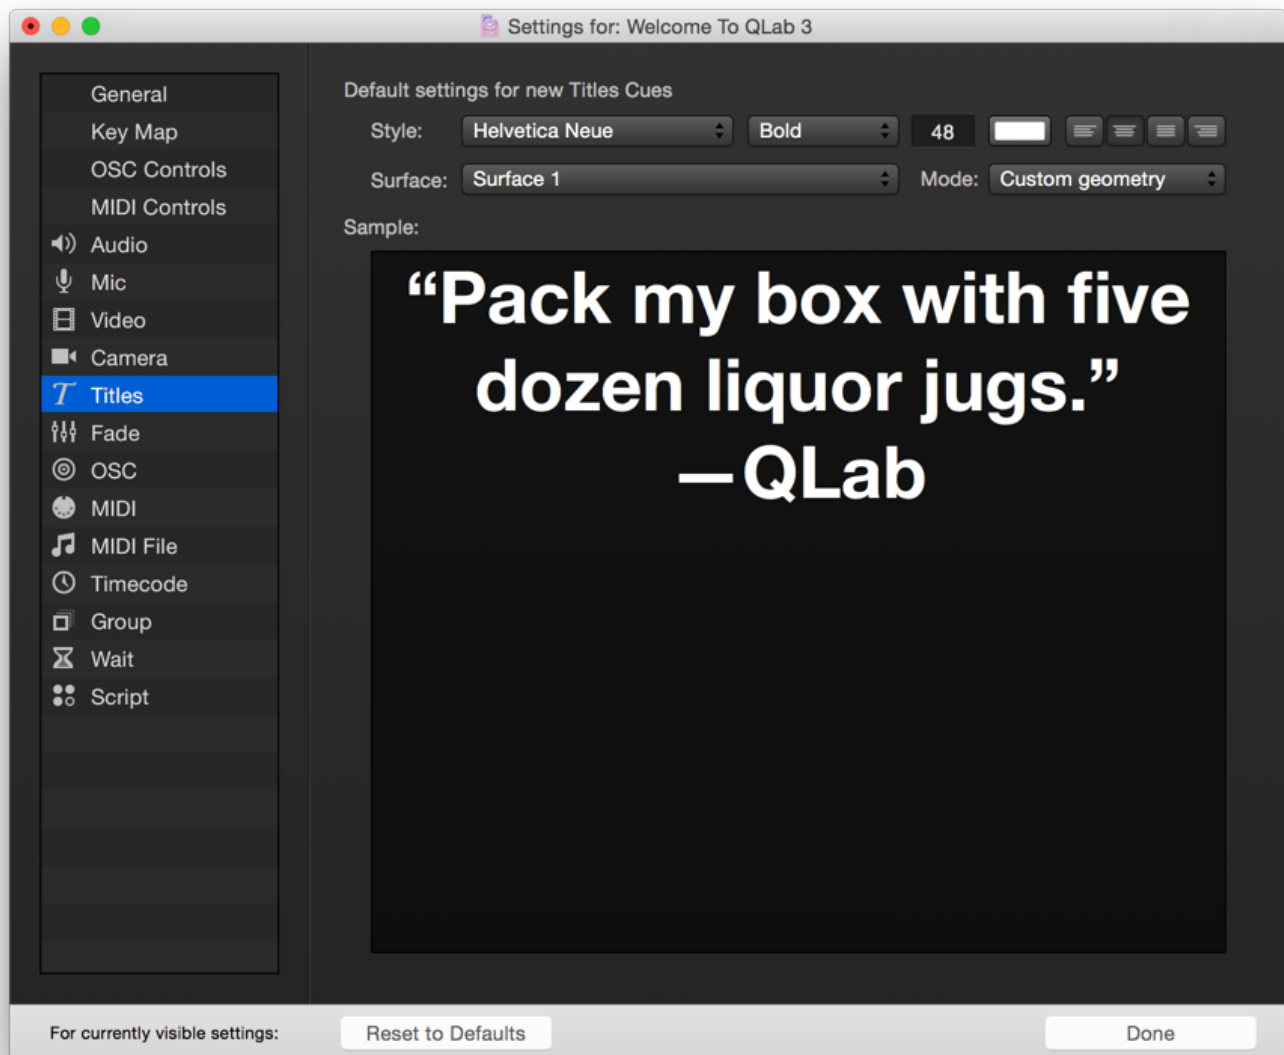 Settings for: Welcome To QLab 3
General
Key Map
OSC Controls
MIDI Controls
Audio
Mic
Video
Camera
Titles
Fade
OSC
MIDI
MIDI File
Timecode
Group
Wait
Script
Default settings for new Titles Cues
Style: Helvetica Neue Bold 48
Surface: Surface 1 Mode: Custom geometry
Sample:
“Pack my box with five
dozen liquor jugs.”
—QLab
For currently visible settings: Reset to Defaults Done